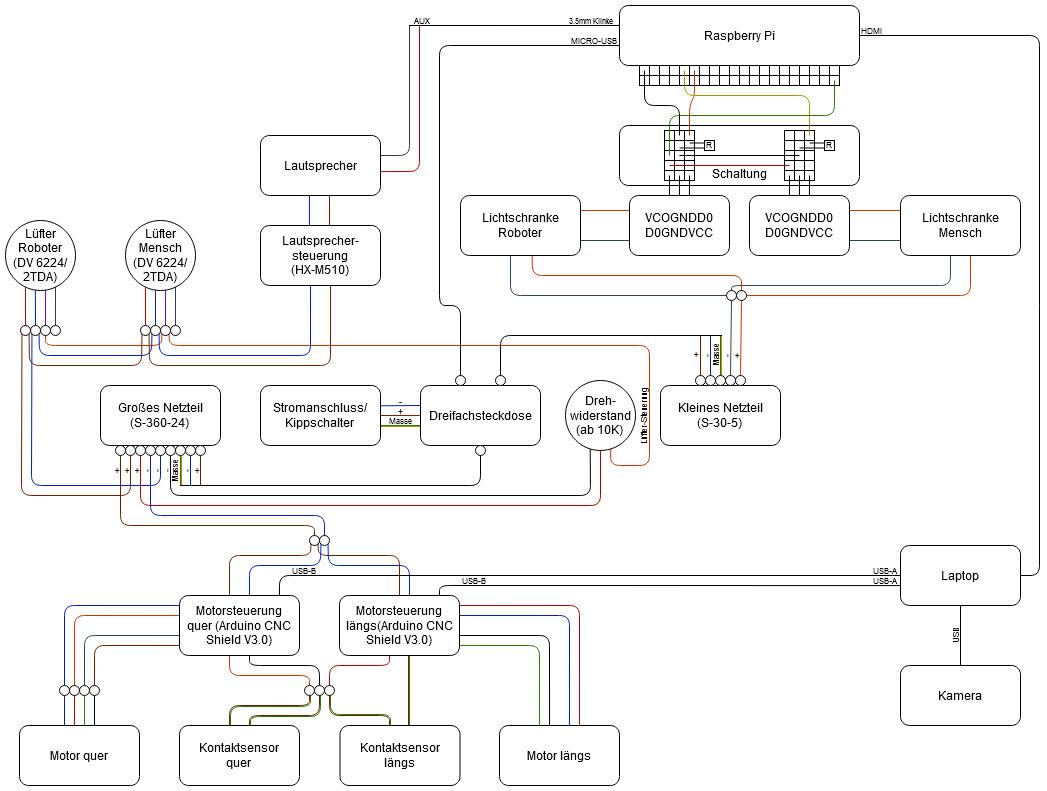 AUX
3.5mm Klinke
MICRO-USB
Raspberry Pi
HDMI
Lautsprecher
R
R
Schaltung
Lichtschranke
Roboter
VCOGNDD0
D0GNDVCC
VCOGNDD0
D0GNDVCC
Lichtschranke
Mensch
Lüfter
Roboter
(DV 6224/
2TDA)
Lüfter
Mensch
(DV 6224/
2TDA)
Lautsprecher-
steuerung
(HX-M510)
+
-
Masse
-
+
Großes Netzteil
(S-360-24)
Stromanschluss/
Kippschalter
-
+
Masse
Dreifachsteckdose
Dreh-
widerstand
(ab 10K)
Lüfter-Steuerung
Kleines Netzteil
(S-30-5)
+
+
+
-
-
-
Masse
-
+
USB-B
USB-A
USB-B
USB-A
Laptop
Motorsteuerung
quer (Arduino CNC
Shield V3.0)
Motorsteuerung
längs(Arduino CNC
Shield V3.0)
USB
Kamera
Motor quer
Kontaktsensor
quer
Kontaktsensor
längs
Motor längs